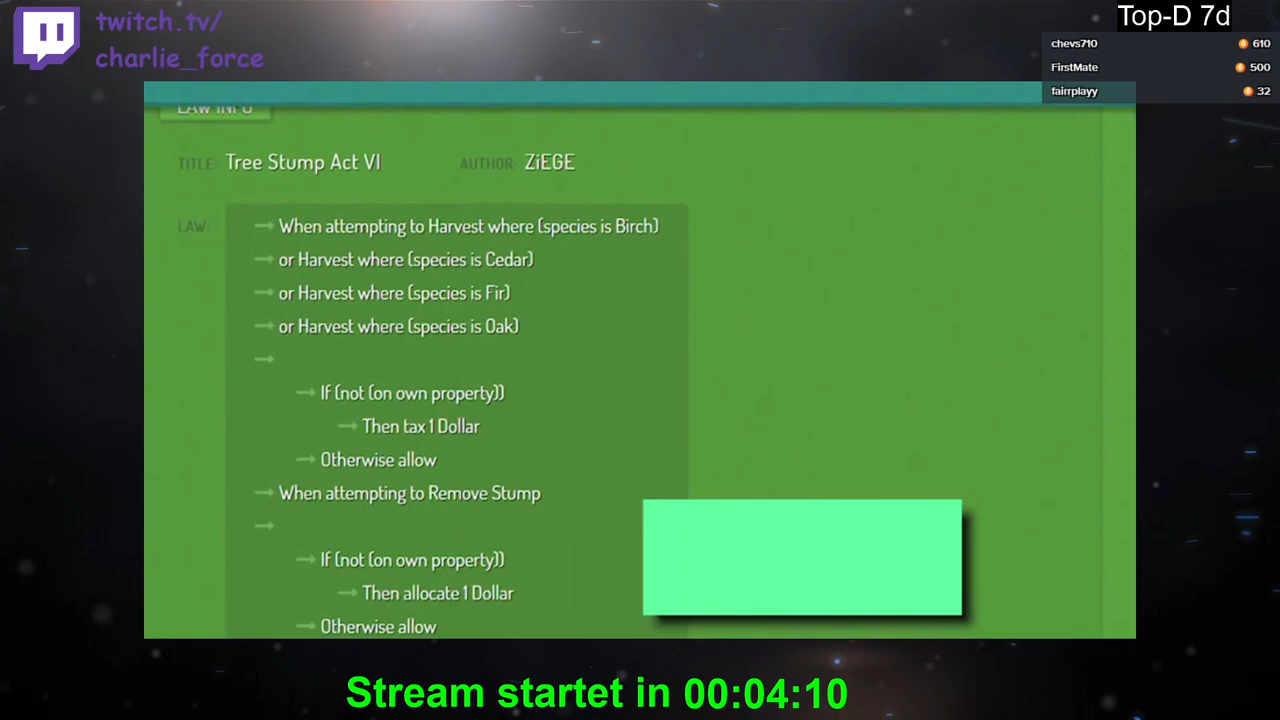 twitch.tv/
charlie_force
Top-D 7d
chevs710 610
FirstMate 500
fairrplayy 32
LAW INFO
TITLE: Tree Stump Act VI AUTHOR: ZiEGE
LAW:
When attempting to Harvest where (species is Birch)
or Harvest where (species is Cedar)
or Harvest where (species is Fir)
or Harvest where (species is Oak)
If (not (on own property))
Then tax 1 Dollar
Otherwise allow
When attempting to Remove Stump
If (not (on own property))
Then allocate 1 Dollar
Otherwise allow
Stream startet in 00:04:10